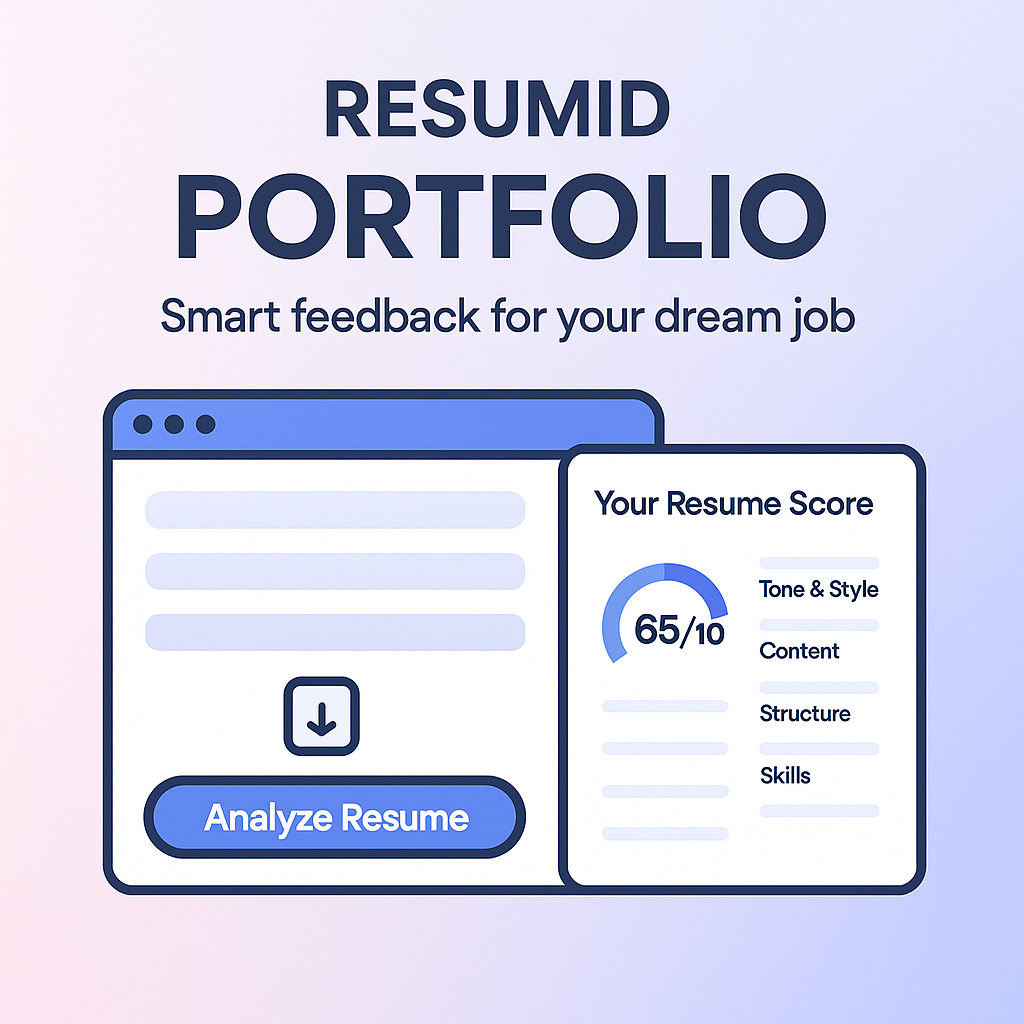 RESUMID
PORTFOLIO
Smart feedback for your dream job
Analyze Resume
Your Resume Score
65/10
Tone & Style
Content
Structure
Skills